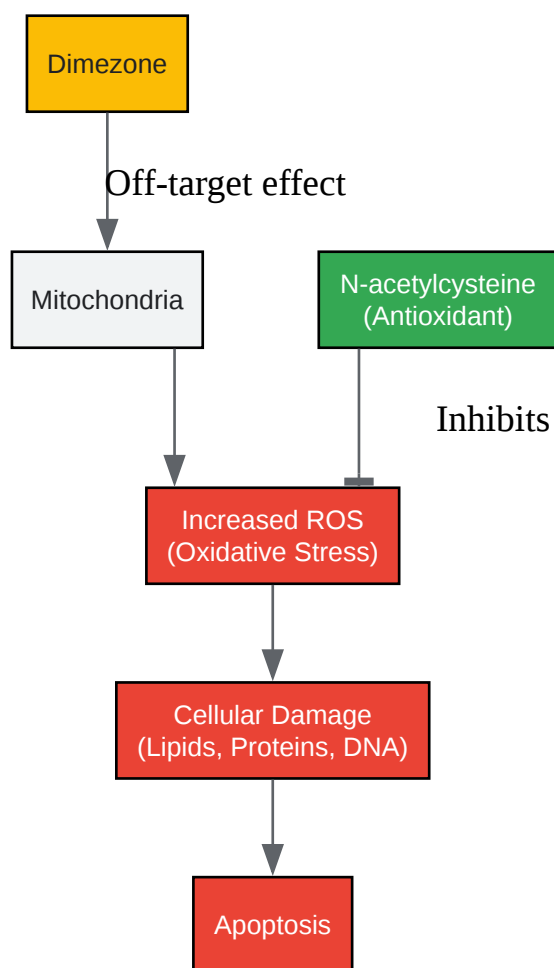 Dimezone
Off-target effect
Mitochondria
N-acetylcysteine
(Antioxidant)
Inhibits
Increased ROS
(Oxidative Stress)
Cellular Damage
(Lipids, Proteins, DNA)
Apoptosis